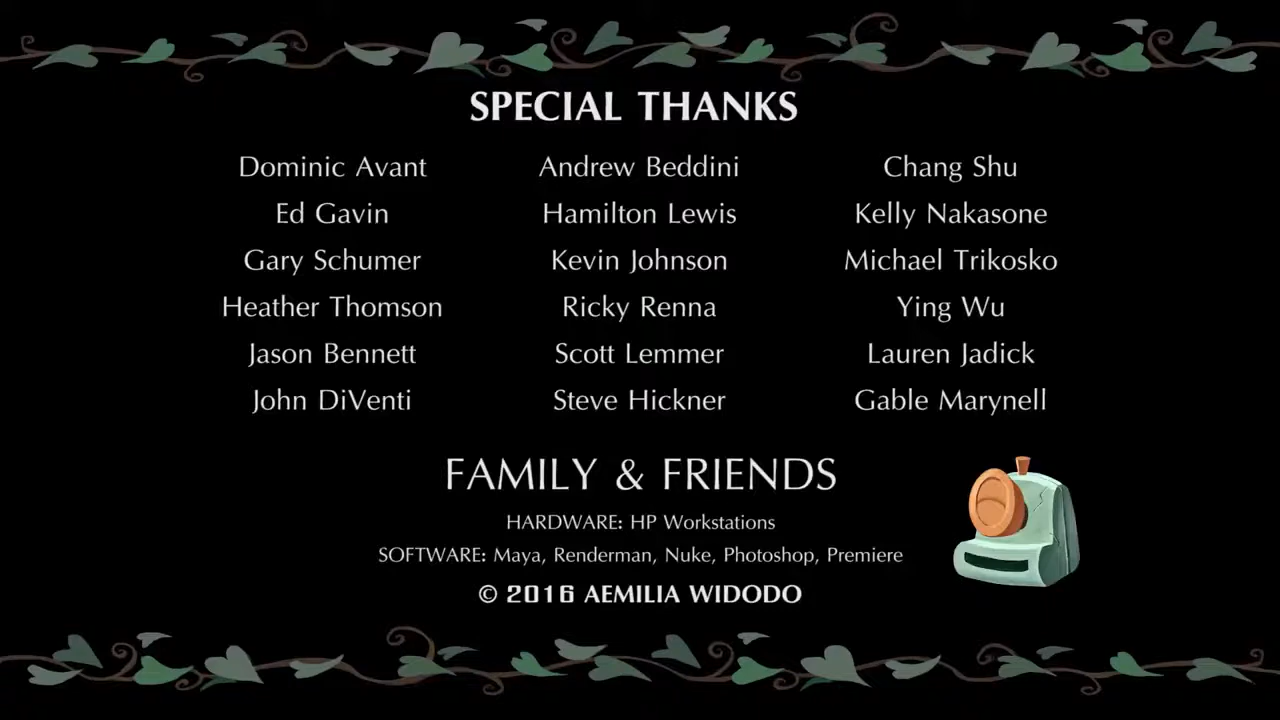 SPECIAL THANKS
Dominic Avant
Andrew Beddini
Chang Shu
Ed Gavin
Hamilton Lewis
Kelly Nakasone
Gary Schumer
Kevin Johnson
Michael Trikosko
Heather Thomson
Ricky Renna
Ying Wu
Jason Bennett
Scott Lemmer
Lauren Jadick
John DiVenti
Steve Hickner
Gable Marynell
FAMILY & FRIENDS
HARDWARE: HP Workstations
SOFTWARE: Maya, Renderman, Nuke, Photoshop, Premiere
© 2016 AEMILIA WIDODO